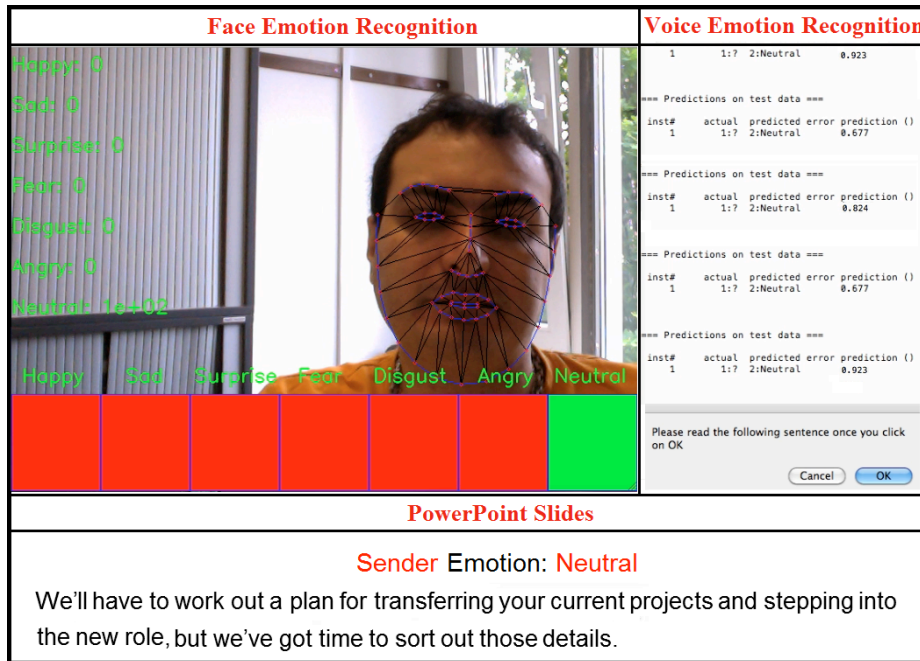 Face Emotion Recognition
Happy: 0
Sad: 0
Surprise: 0
Fear: 0
Disgust: 0
Angry: 0
Neutral: 1e+02
Happy Sad Surprise Fear Disgust Angry Neutral
Voice Emotion Recognition
1 1:? 2:Neutral 0.923
=== Predictions on test data ===
inst# actual predicted error prediction ()
1 1:? 2:Neutral 0.677
=== Predictions on test data ===
inst# actual predicted error prediction ()
1 1:? 2:Neutral 0.824
=== Predictions on test data ===
inst# actual predicted error prediction ()
1 1:? 2:Neutral 0.677
=== Predictions on test data ===
inst# actual predicted error prediction ()
1 1:? 2:Neutral 0.923
Please read the following sentence once you click
on OK
Cancel OK
PowerPoint Slides
Sender Emotion: Neutral
We'll have to work out a plan for transferring your current projects and stepping into
the new role, but we've got time to sort out those details.